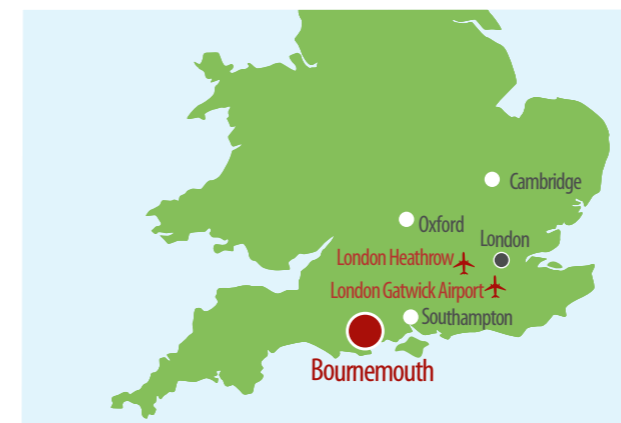 Cambridge
Oxford
London
London Heathrow
London Gatwick Airport
Southampton
Bournemouth